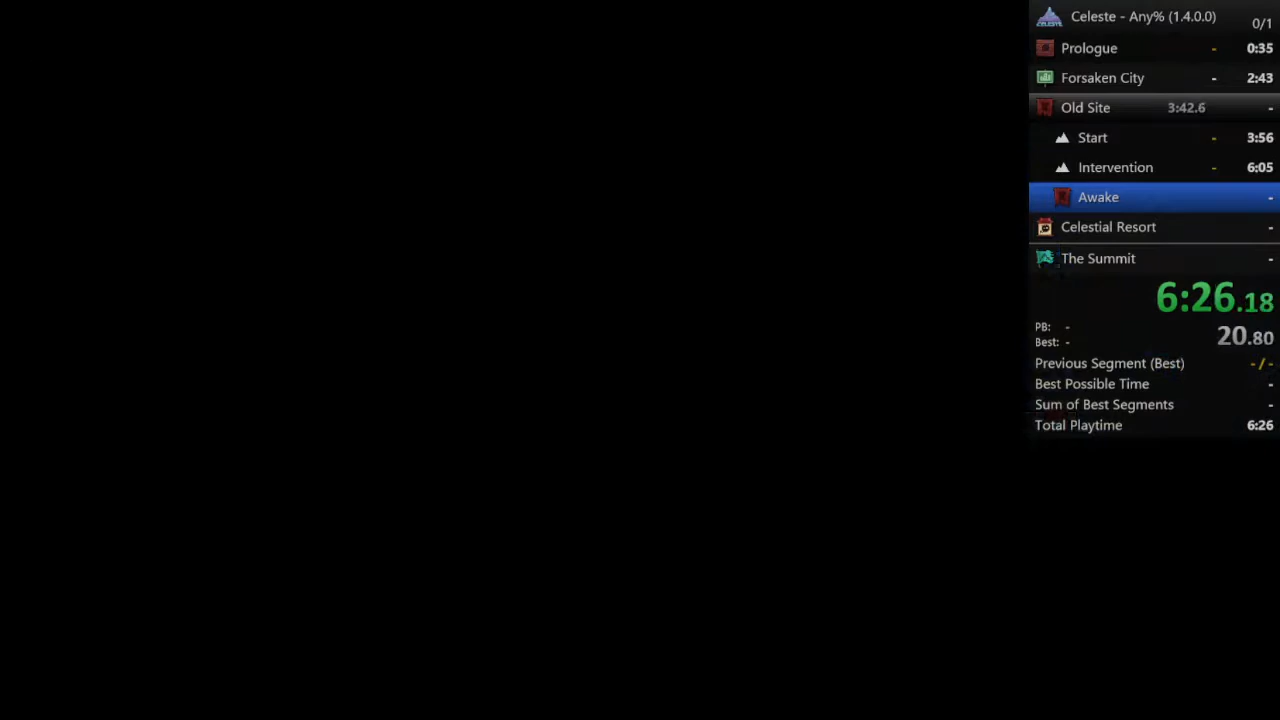 Celeste - Any% (1.4.0.0) 0/1
Prologue - 0:35
Forsaken City - 2:43
Old Site 3:42.6 -
Start - 3:56
Intervention - 6:05
Awake -
Celestial Resort -
The Summit -
6:26.18
PB: -
20.80
Best: -
Previous Segment (Best) - / -
Best Possible Time -
Sum of Best Segments -
Total Playtime 6:26